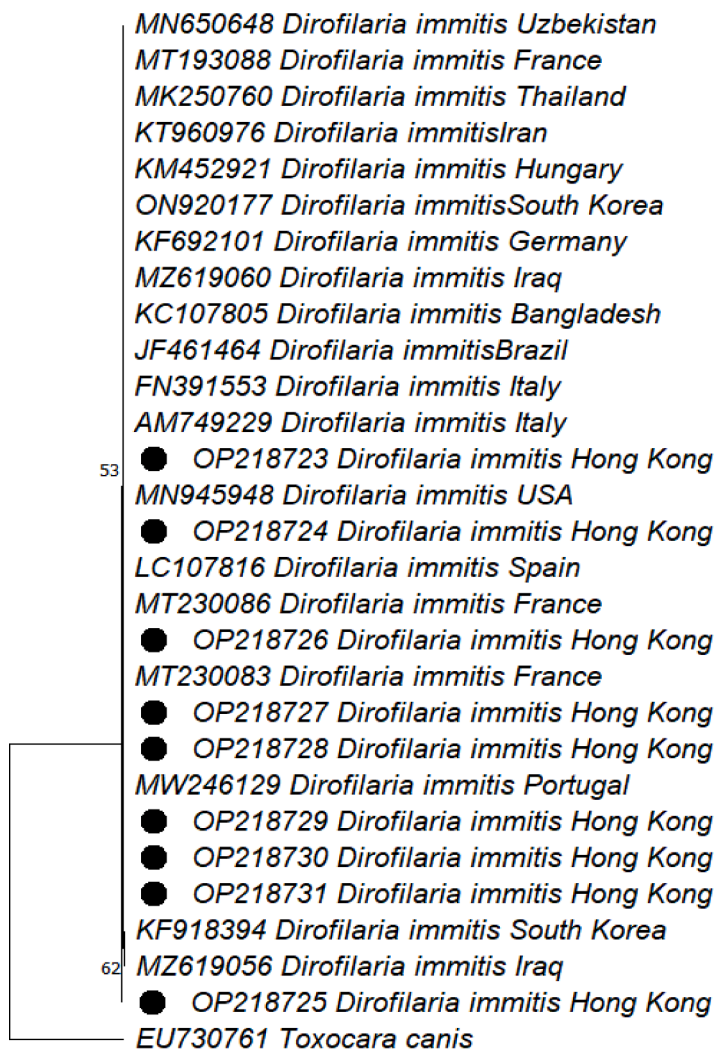 MN650648 Dirofilaria immitis Uzbekistan
MT193088 Dirofilaria immitis France
MK250760 Dirofilaria immitis Thailand
KT960976 Dirofilaria immitisIran
KM452921 Dirofilaria immitis Hungary
ON920177 Dirofilaria immitisSouth Korea
KF692101 Dirofilaria immitis Germany
MZ619060 Dirofilaria immitis Iraq
KC107805 Dirofilaria immitis Bangladesh
JF461464 Dirofilaria immitisBrazil
FN391553 Dirofilaria immitis Italy
AM749229 Dirofilaria immitis Italy
OP218723 Dirofilaria immitis Hong Kong
53
MN945948 Dirofilaria immitis USA
OP218724 Dirofilaria immitis Hong Kong
LC107816 Dirofilaria immitis Spain
MT230086 Dirofilaria immitis France
OP218726 Dirofilaria immitis Hong Kong
MT230083 Dirofilaria immitis France
OP218727 Dirofilaria immitis Hong Kong
OP218728 Dirofilaria immitis Hong Kong
MW246129 Dirofilaria immitis Portugal
OP218729 Dirofilaria immitis Hong Kong
OP218730 Dirofilaria immitis Hong Kong
OP218731 Dirofilaria immitis Hong Kong
KF918394 Dirofilaria immitis South Korea
62
MZ619056 Dirofilaria immitis Iraq
OP218725 Dirofilaria immitis Hong Kong
EU730761 Toxocara canis